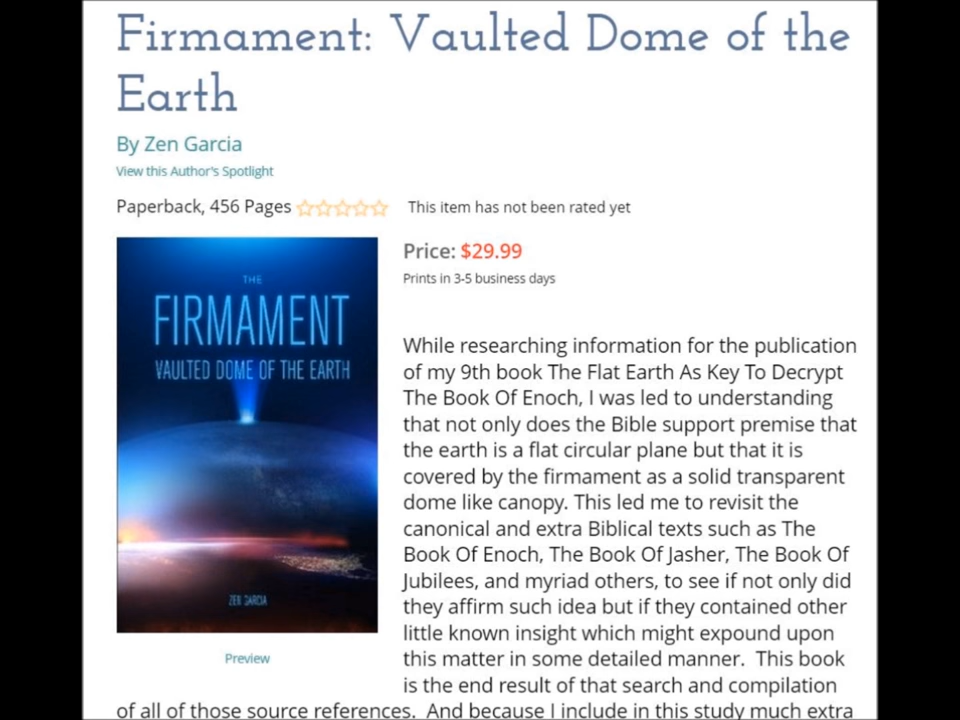 Firmament: Vaulted Dome of the
Earth
By Zen Garcia
View this Author's Spotlight
Paperback, 456 Pages
This item has not been rated yet
THE
FIRMAMENT
VAULTED DOME OF THE EARTH
ZEN GARCIA
Preview
Price: $29.99
Prints in 3-5 business days
While researching information for the publication
of my 9th book The Flat Earth As Key To Decrypt
The Book Of Enoch, I was led to understanding
that not only does the Bible support premise that
the earth is a flat circular plane but that it is
covered by the firmament as a solid transparent
dome like canopy. This led me to revisit the
canonical and extra Biblical texts such as The
Book Of Enoch, The Book Of Jasher, The Book Of
Jubilees, and myriad others, to see if not only did
they affirm such idea but if they contained other
little known insight which might expound upon
this matter in some detailed manner. This book
is the end result of that search and compilation
of all of those source references. And because I include in this study much extra